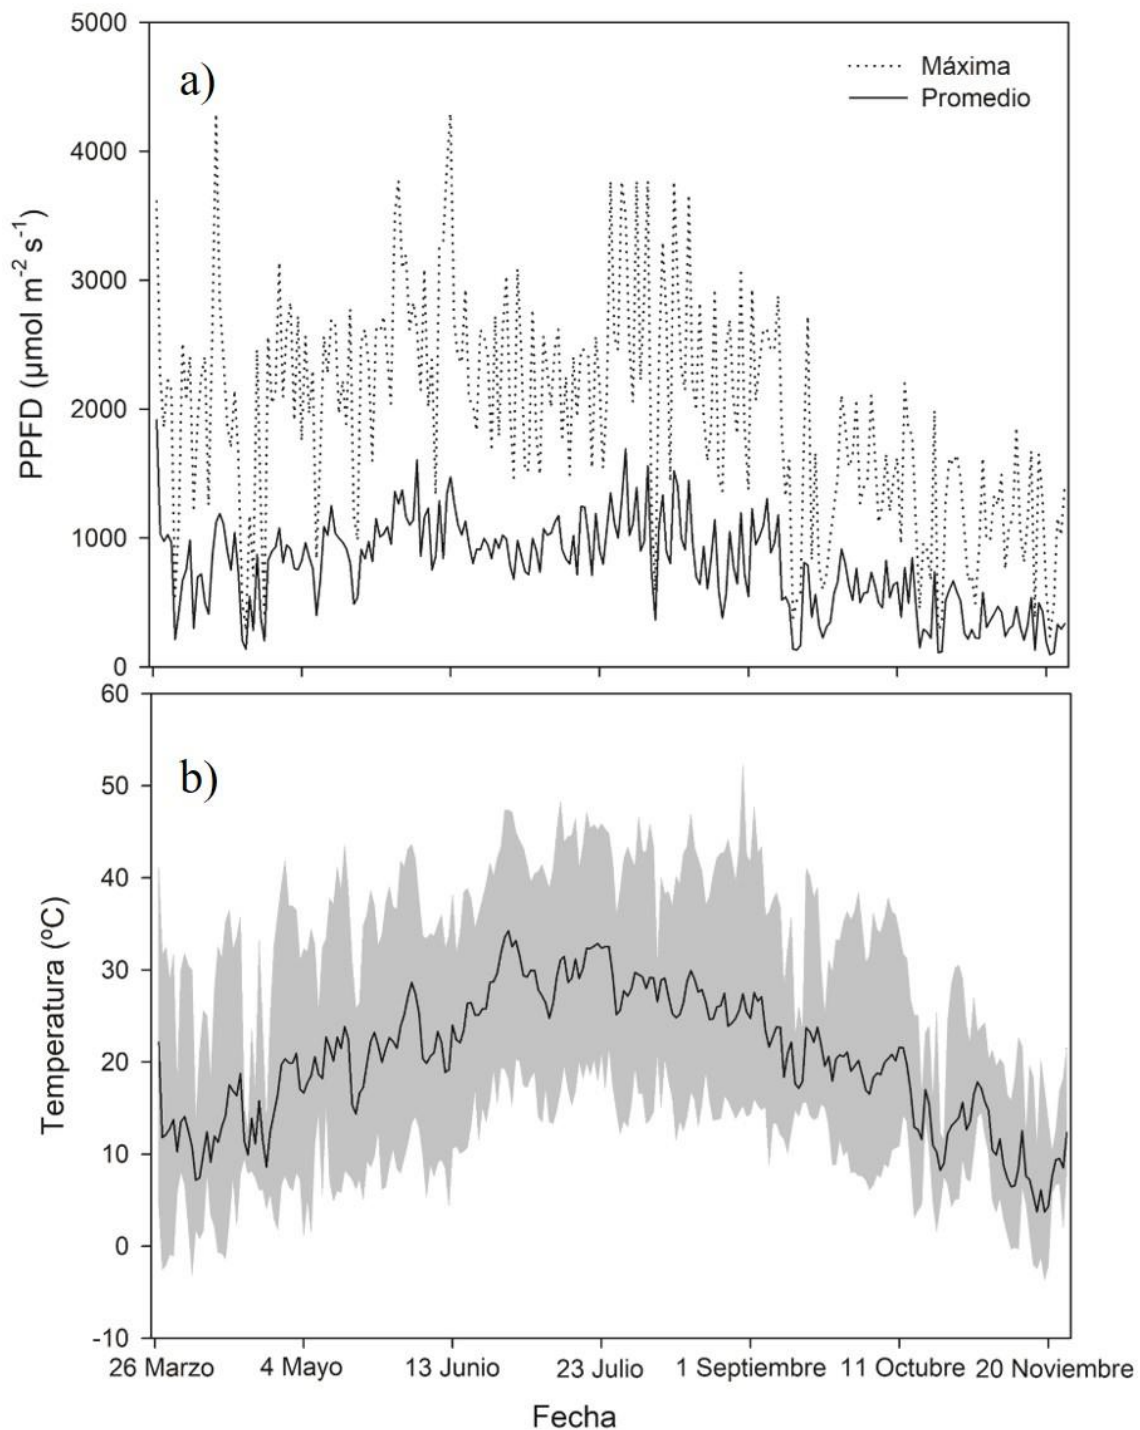 5000
a)
Máxima
Promedio
4000
3000
2000
1000
0
PPFD (µmol m-2 s-1)
60
b)
50
40
30
20
10
0
-10
Temperatura (ºC)
26 Marzo
4 Mayo
13 Junio
23 Julio
1 Septiembre
11 Octubre
20 Noviembre
Fecha